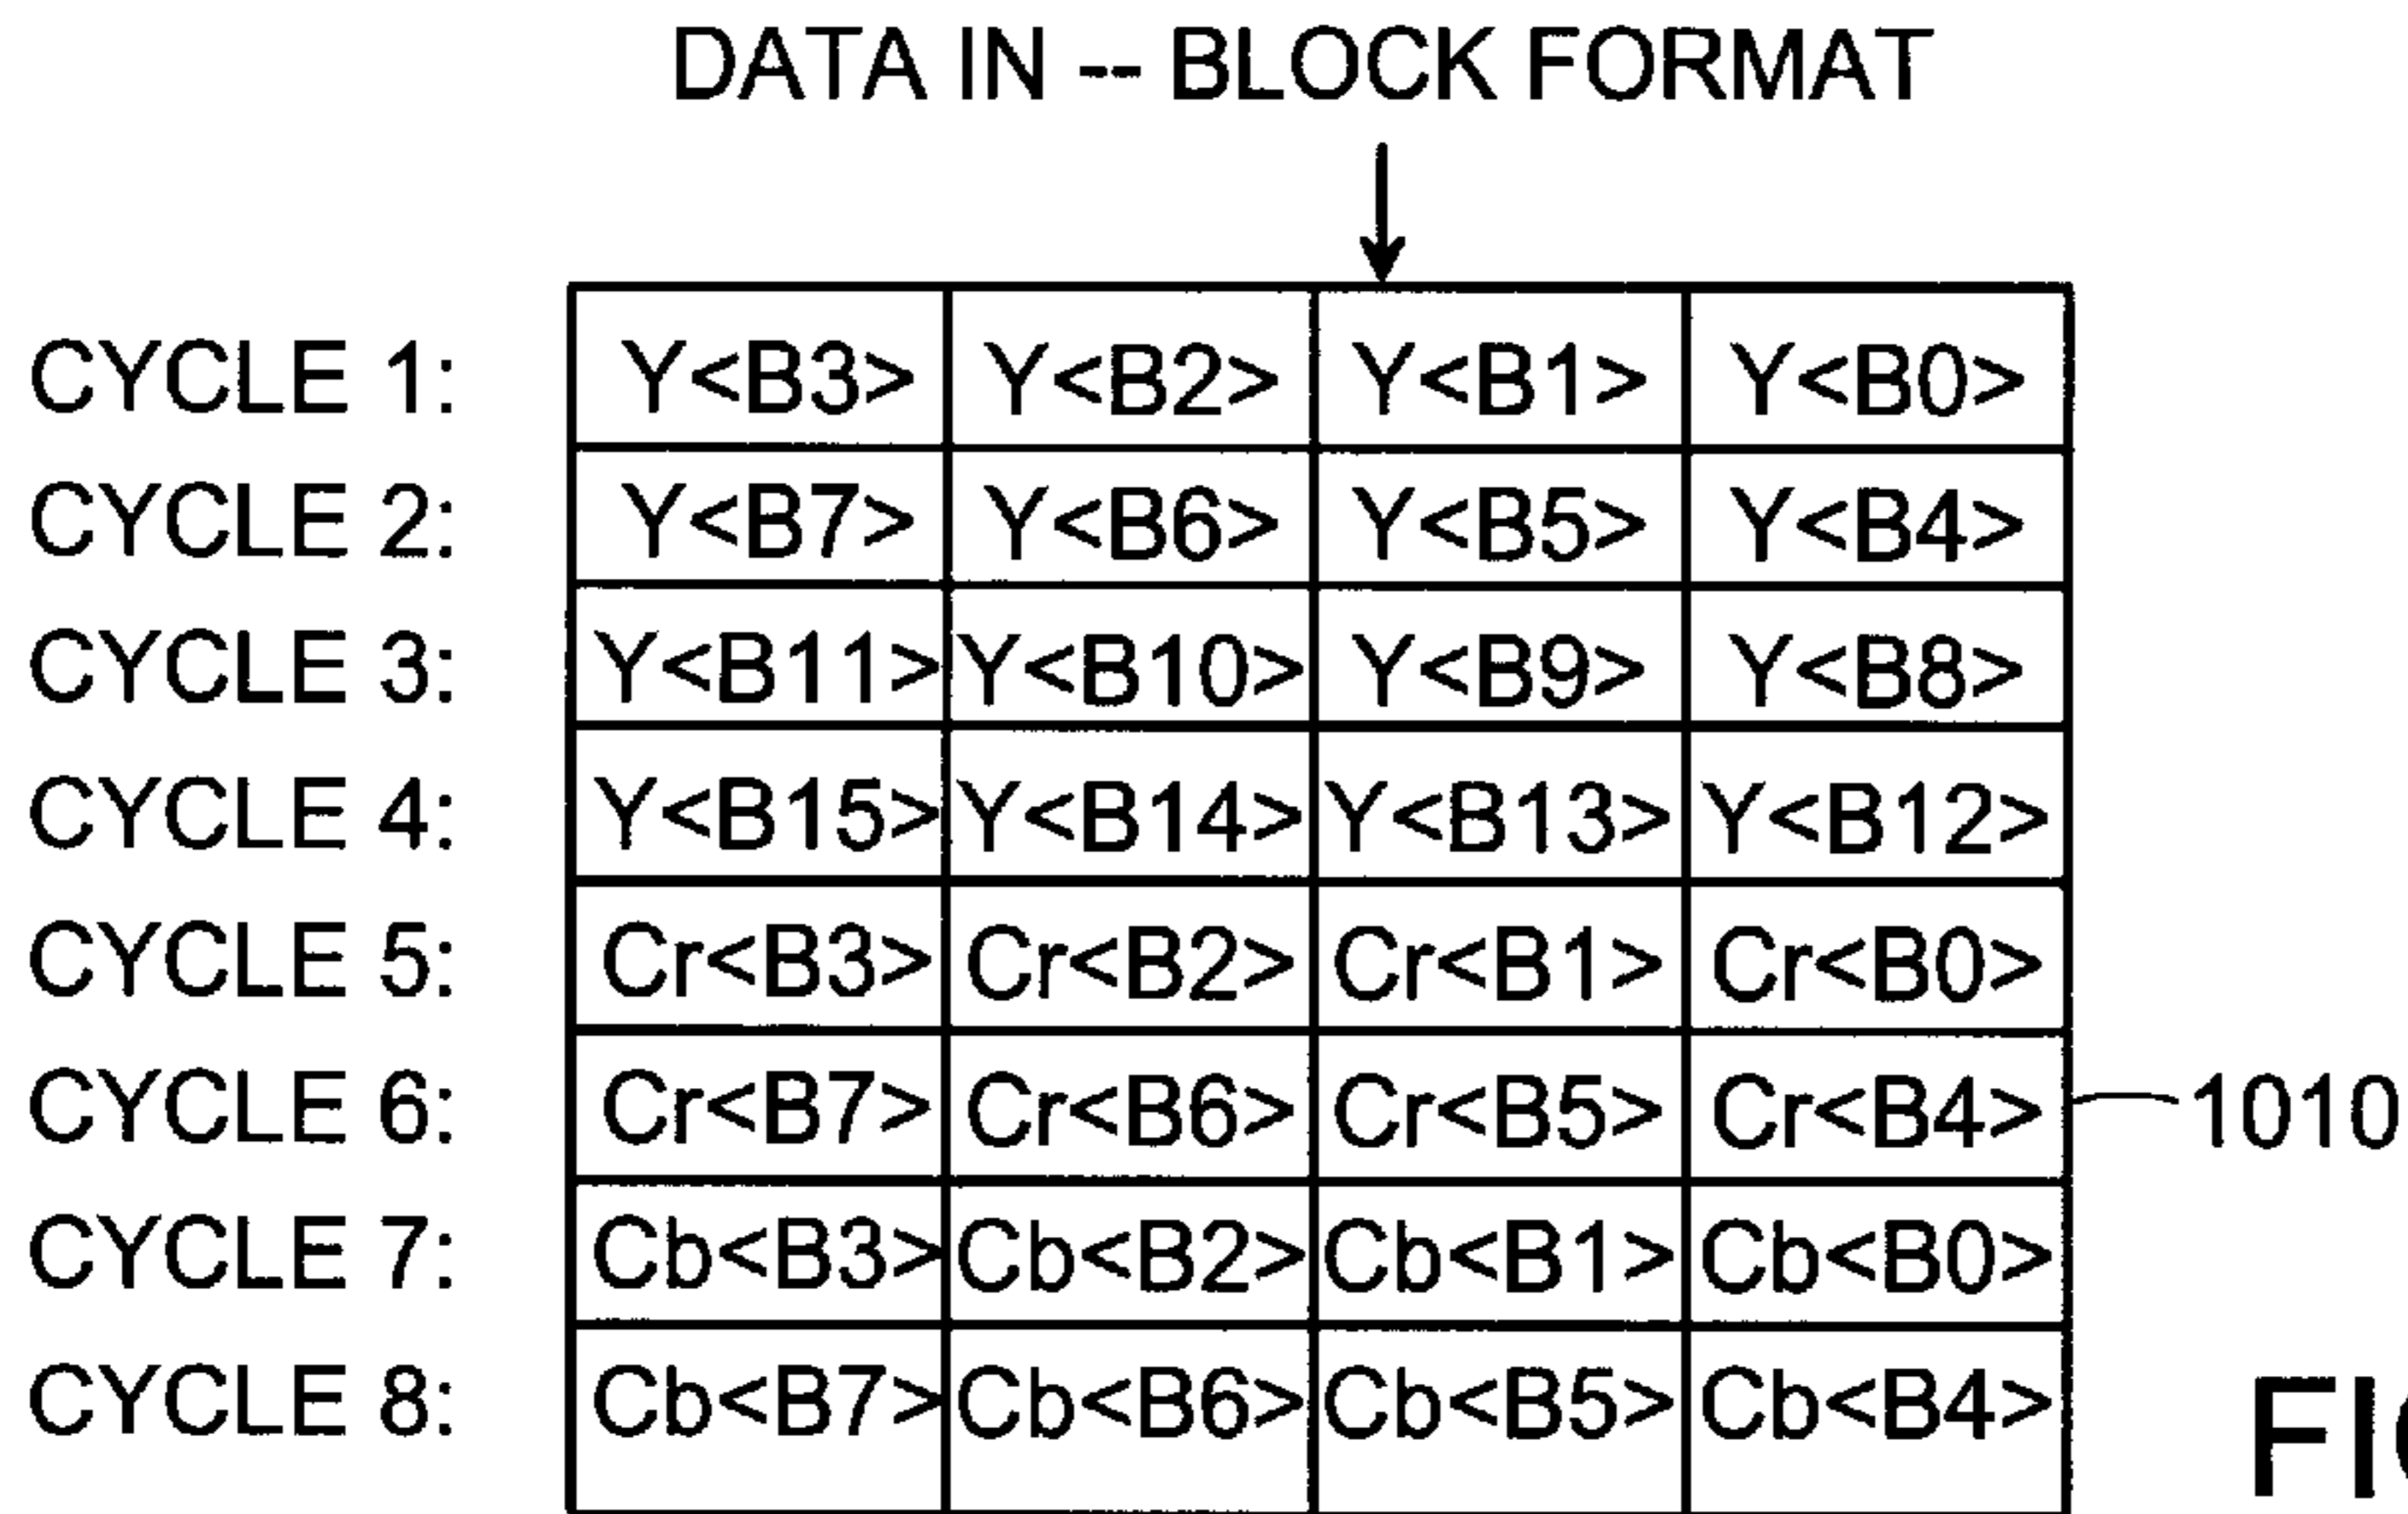 DATA IN -- BLOCK FORMAT
CYCLE 1: Y<B3> Y<B2> Y<B1> Y<B0>
CYCLE 2: Y<B7> Y<B6> Y<B5> Y<B4>
CYCLE 3: Y<B11> Y<B10> Y<B9> Y<B8>
CYCLE 4: Y<B15> Y<B14> Y<B13> Y<B12>
CYCLE 5: Cr<B3> Cr<B2> Cr<B1> Cr<B0>
CYCLE 6: Cr<B7> Cr<B6> Cr<B5> Cr<B4> 1010
CYCLE 7: Cb<B3> Cb<B2> Cb<B1> Cb<B0>
CYCLE 8: Cb<B7> Cb<B6> Cb<B5> Cb<B4>